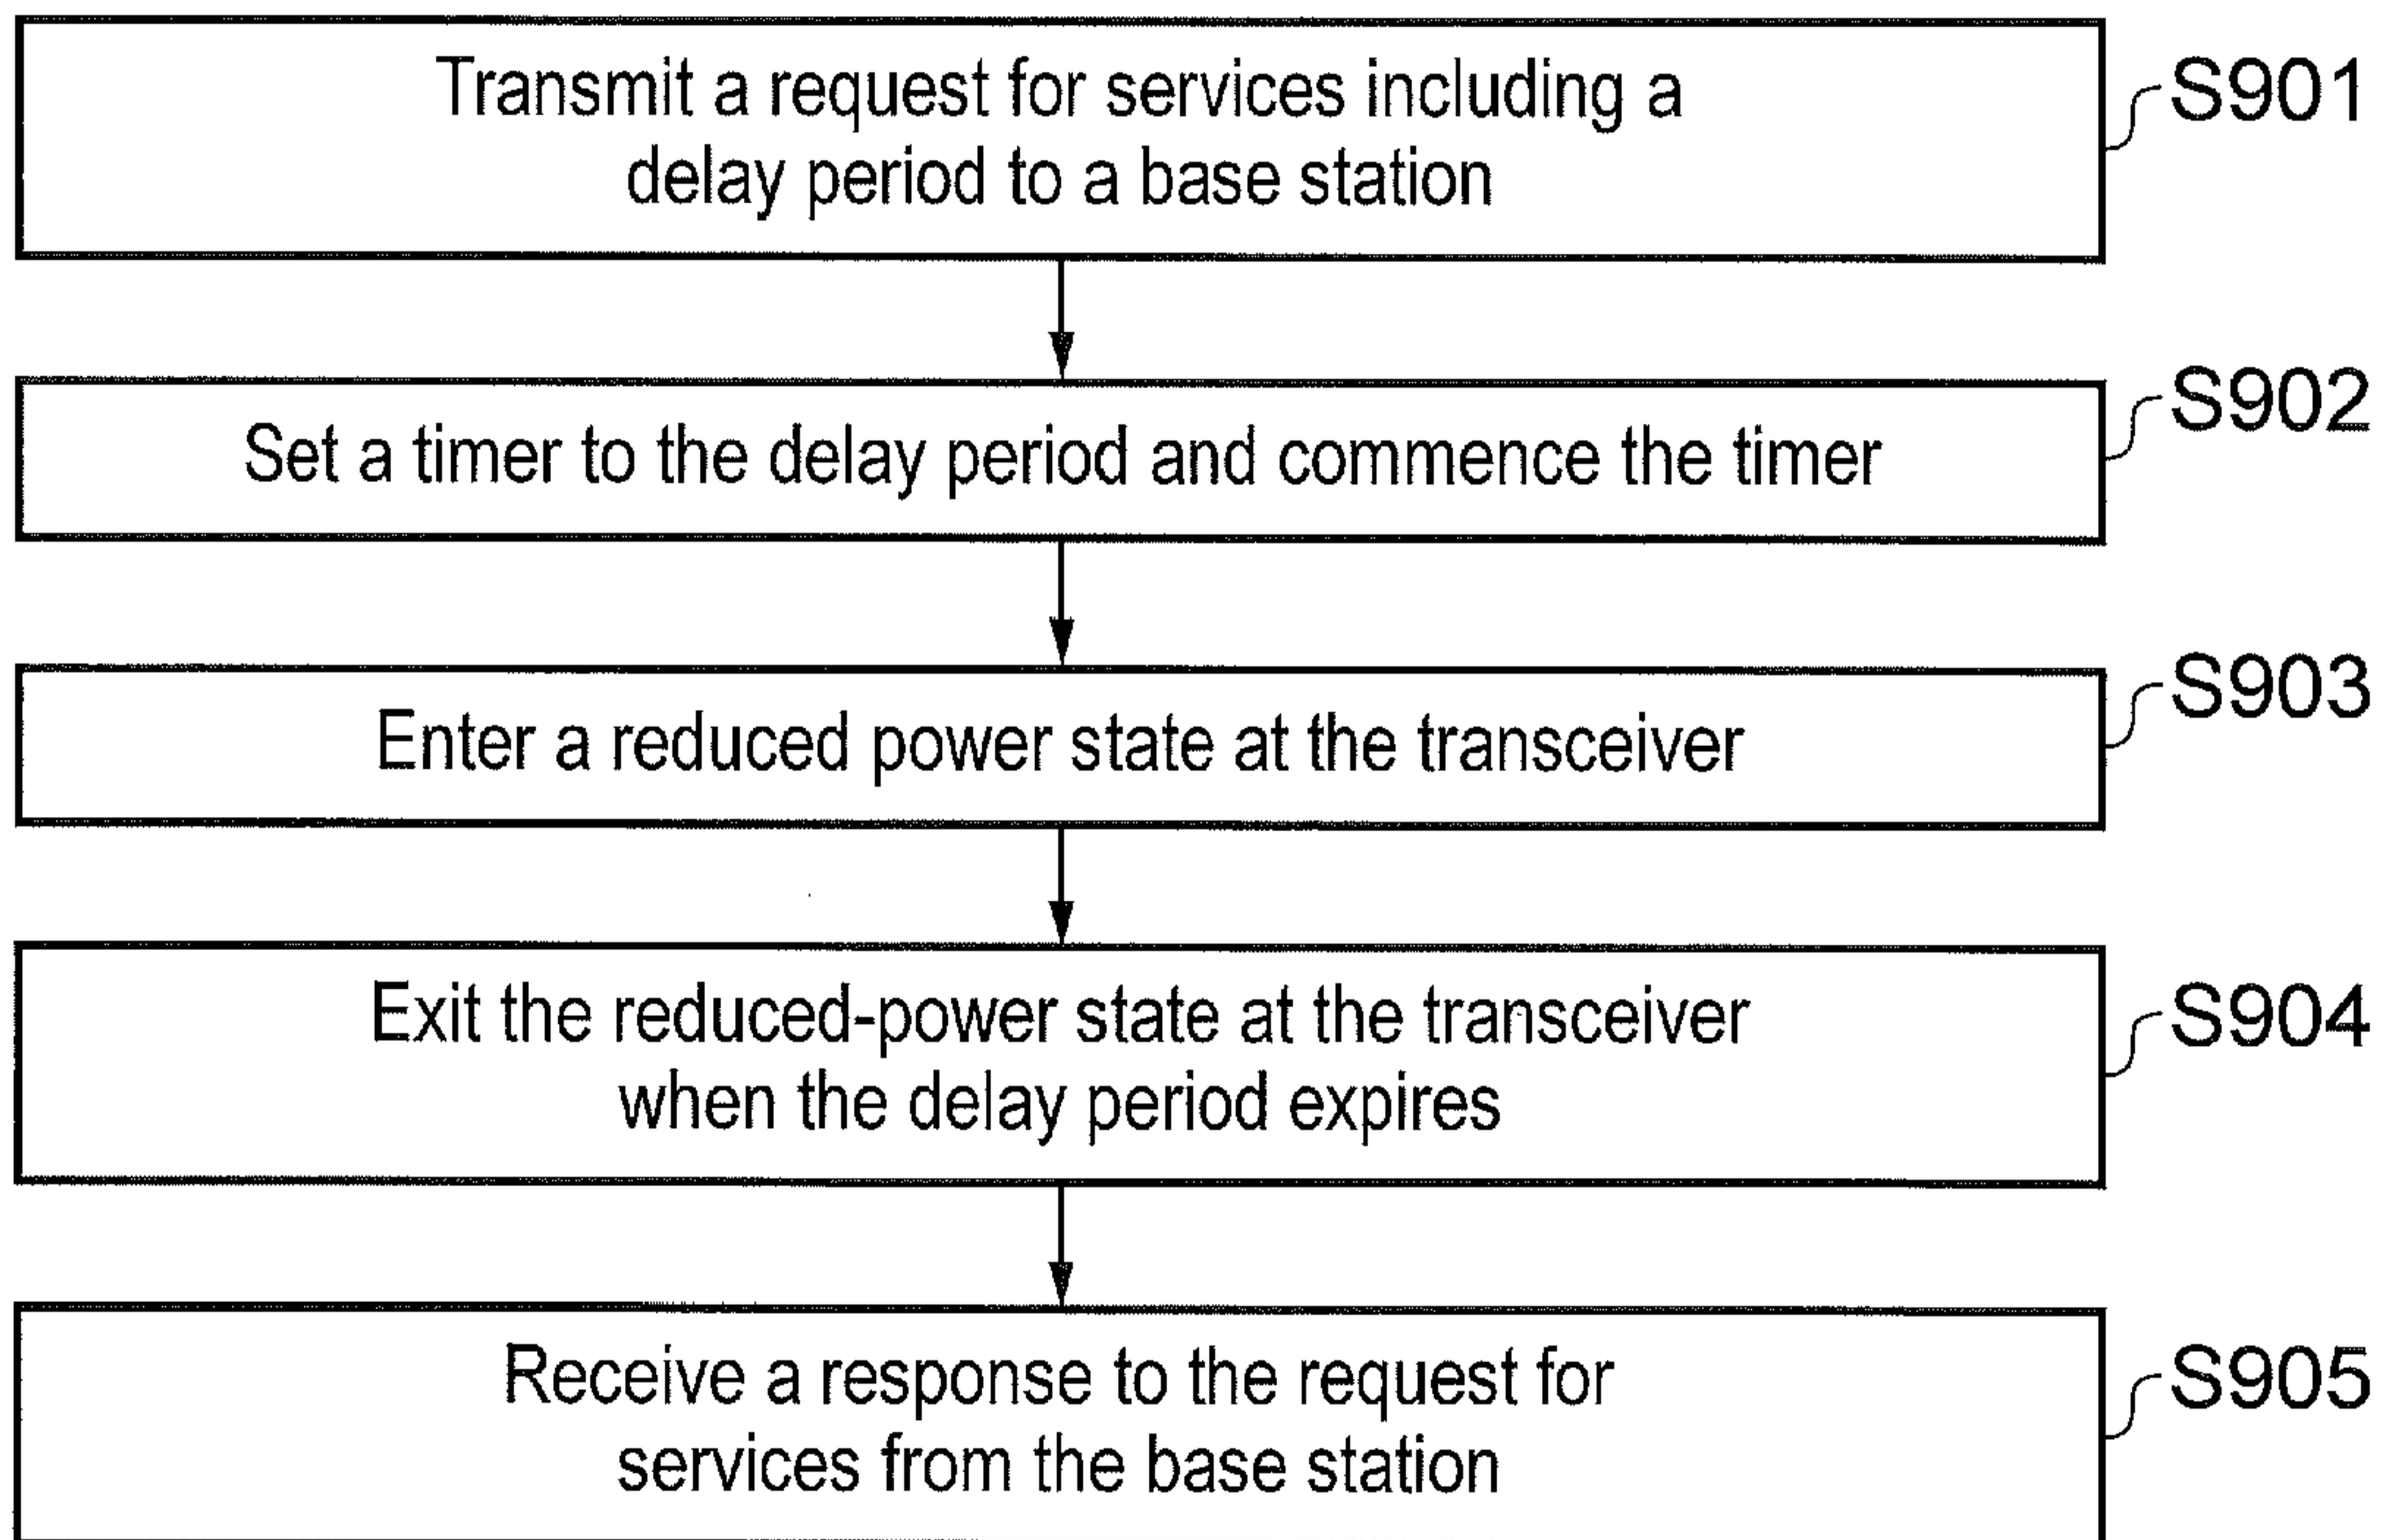 Transmit a request for services including a
delay period to a base station
S901
Set a timer to the delay period and commence the timer
S902
Enter a reduced power state at the transceiver
S903
Exit the reduced-power state at the transceiver
when the delay period expires
S904
Receive a response to the request for
services from the base station
S905